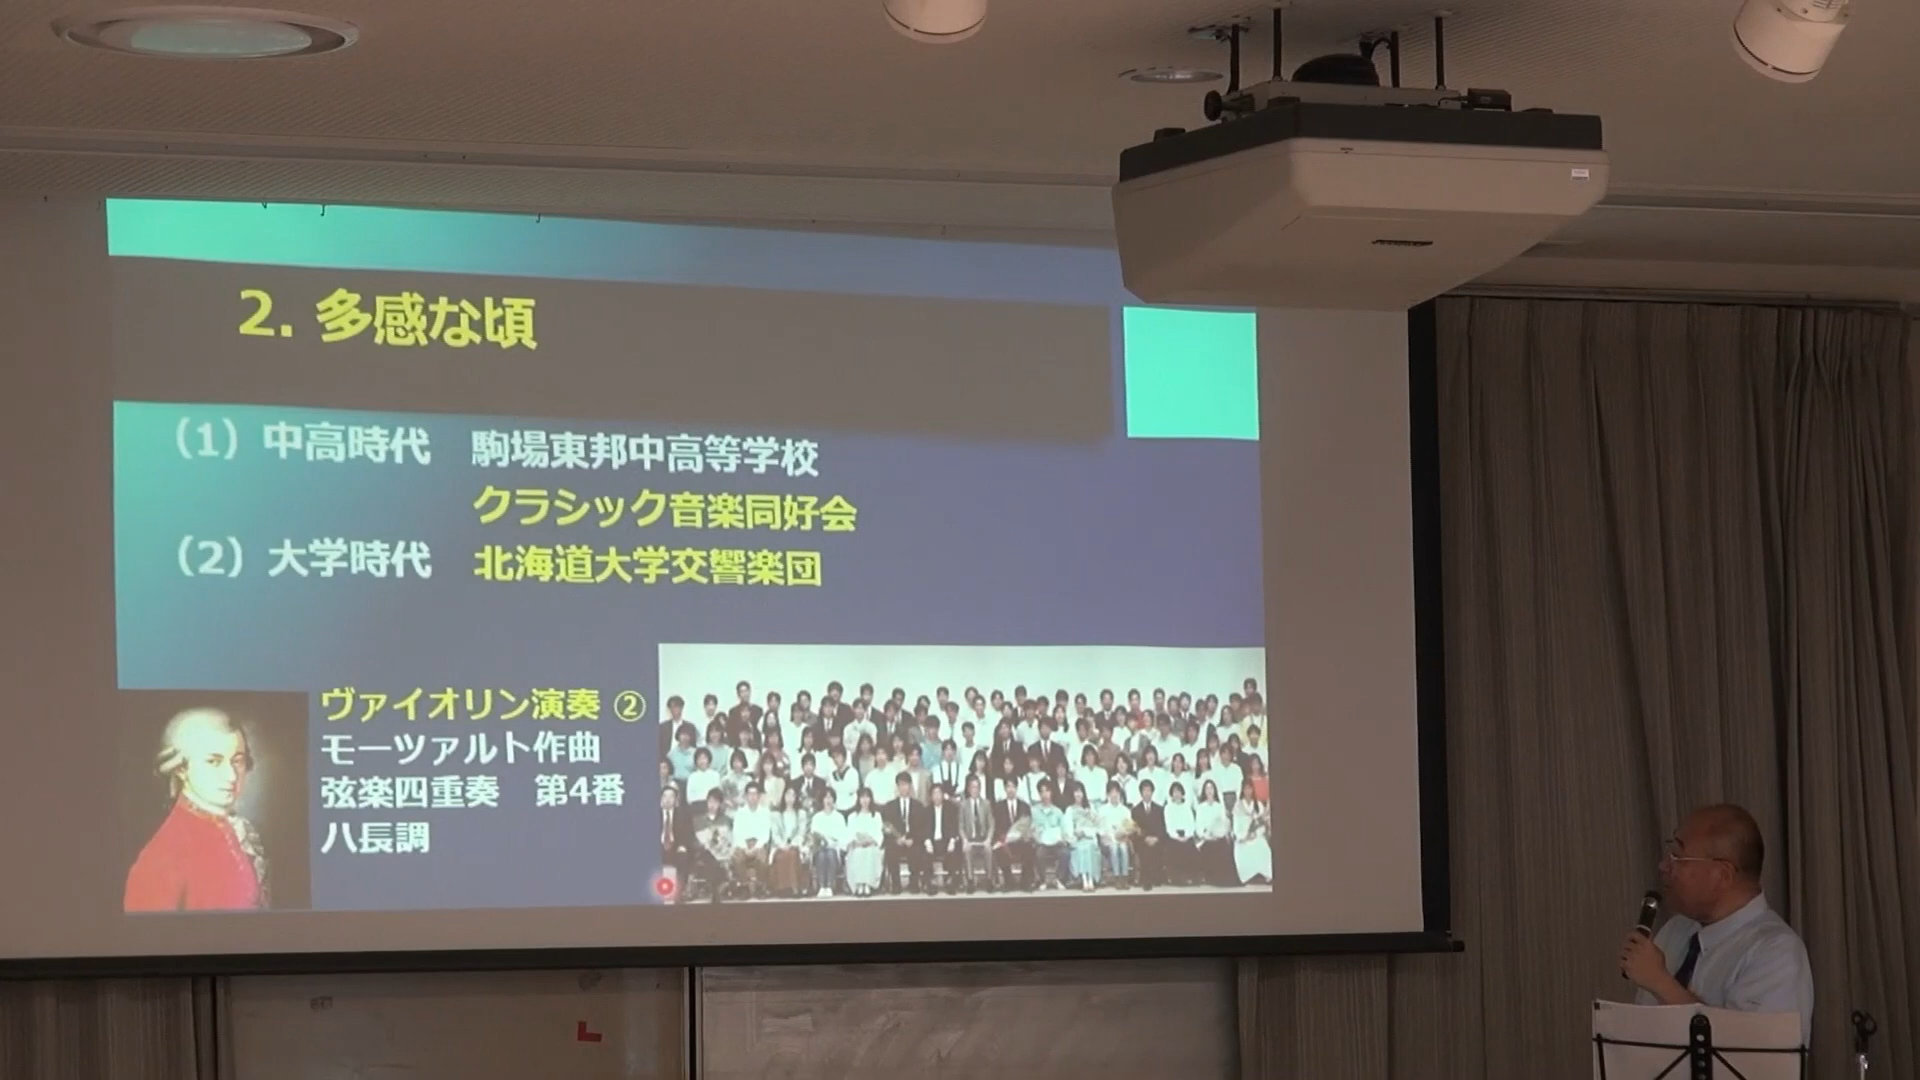 2. 多感な頃
（1）中高時代　駒場東邦中高等学校
クラシック音楽同好会
（2）大学時代　北海道大学交響楽団
ヴァイオリン演奏 ②
モーツァルト作曲
弦楽四重奏　第4番
ハ長調